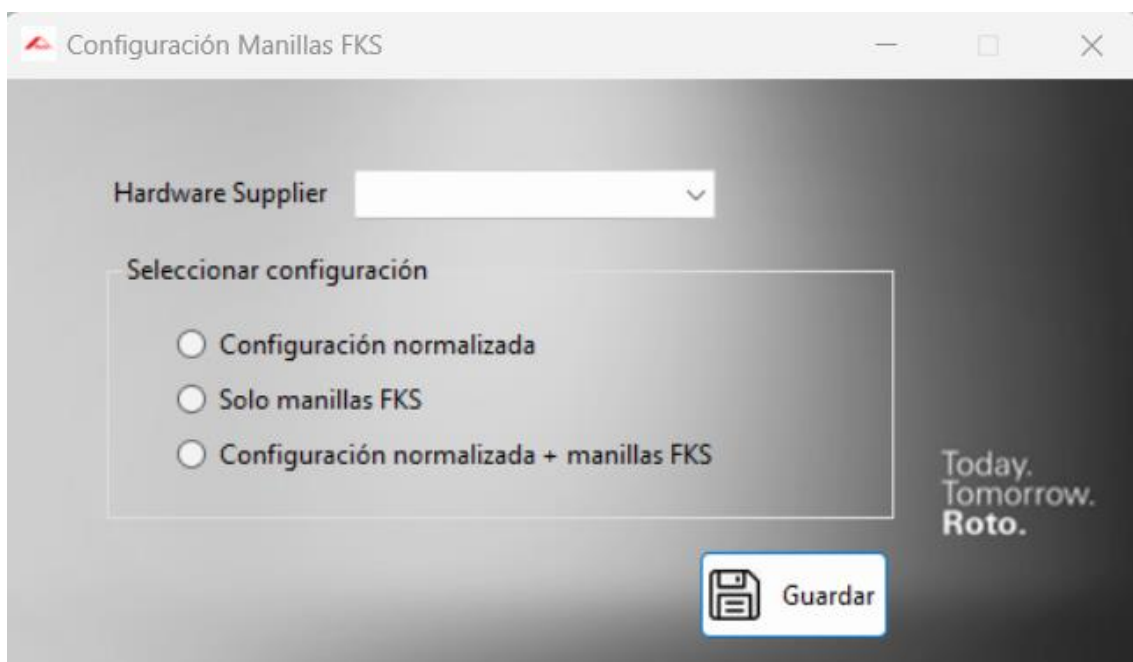 Configuración Manillas FKS
Hardware Supplier
Seleccionar configuración
Configuración normalizada
Solo manillas FKS
Configuración normalizada + manillas FKS
Today.
Tomorrow.
Roto.
Guardar